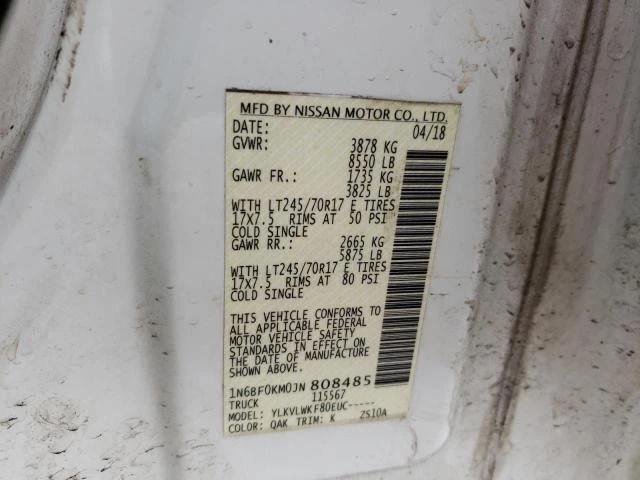 MFD BY NISSAN MOTOR CO., LTD.
DATE: 04/18
GVWR: 3878 KG
8550 LB
GAWR FR.: 1735 KG
3825 LB
WITH LT245/70R17 E TIRES
17X7.5 RIMS AT 50 PSI
COLD SINGLE
GAWR RR.: 2665 KG
5875 LB
WITH LT245/70R17 E TIRES
17X7.5 RIMS AT 80 PSI
COLD SINGLE
THIS VEHICLE CONFORMS TO
ALL APPLICABLE FEDERAL
MOTOR VEHICLE SAFETY
STANDARDS IN EFFECT ON
THE DATE OF MANUFACTURE
SHOWN ABOVE.
1N6BF0KM0JN 808485
TRUCK 115567
MODEL: YLKVLWKF80EUC-----
COLOR: QAK TRIM: K ZS10A